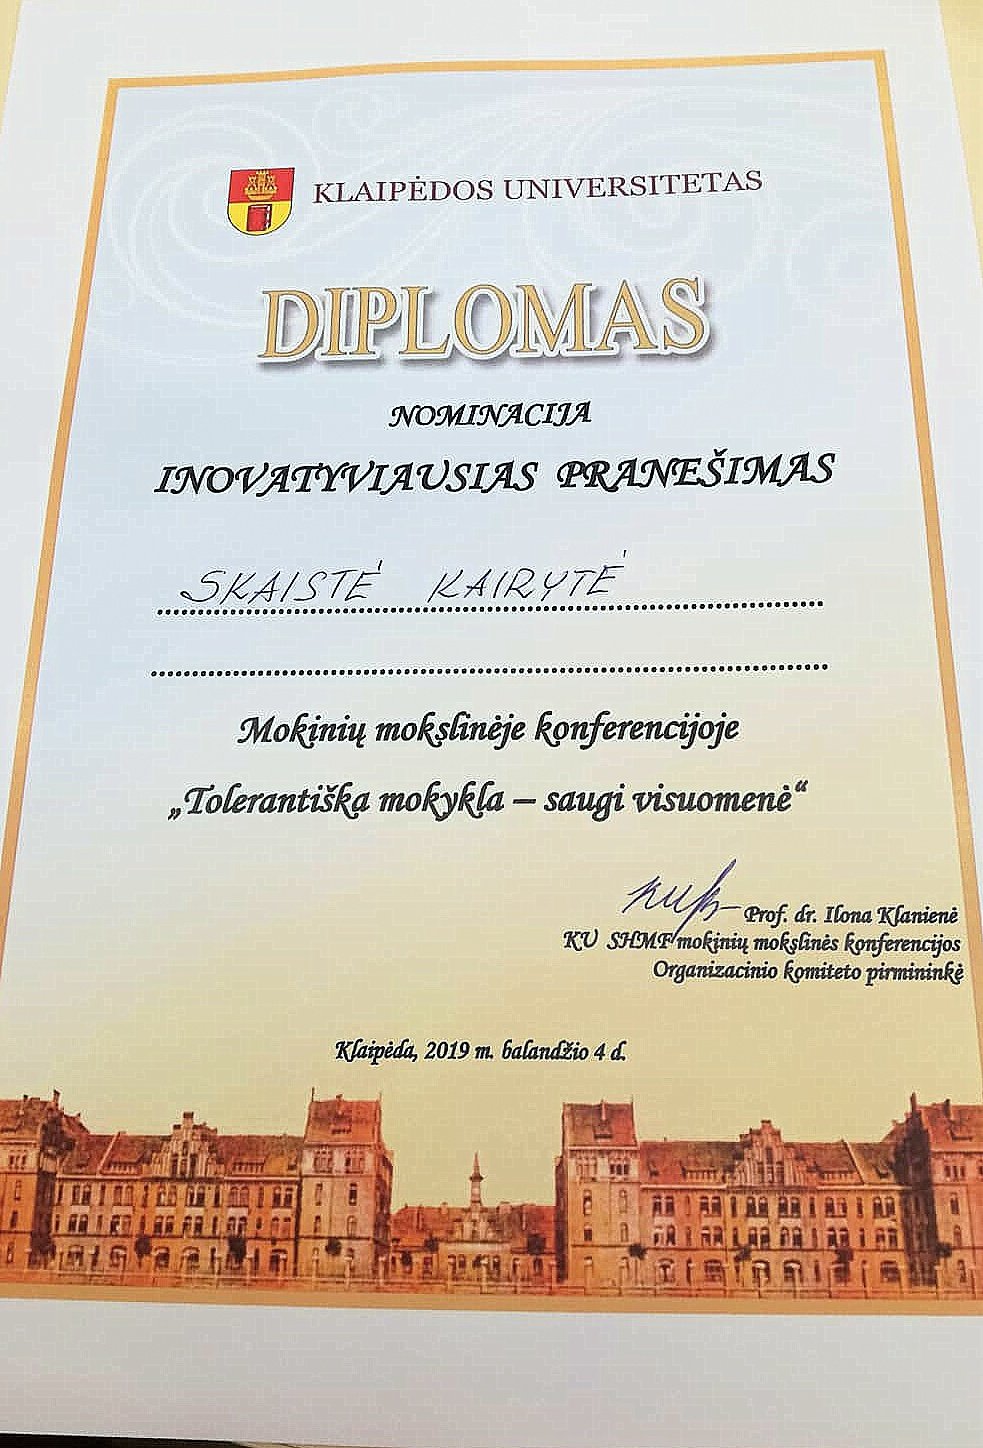 KLAIPĖDOS UNIVERSITETAS
DIPLOMAS
NOMINACIJA
INOVATYVIAUSIAS PRANEŠIMAS
SKAISTĖ KAIRYTĖ
Mokinių mokslinėje konferencijoje
„Tolerantiška mokykla – saugi visuomenė“
Prof. dr. Ilona Klanienė
KU SHMF mokinių mokslinės konferencijos
Organizacinio komiteto pirmininkė
Klaipėda, 2019 m. balandžio 4 d.